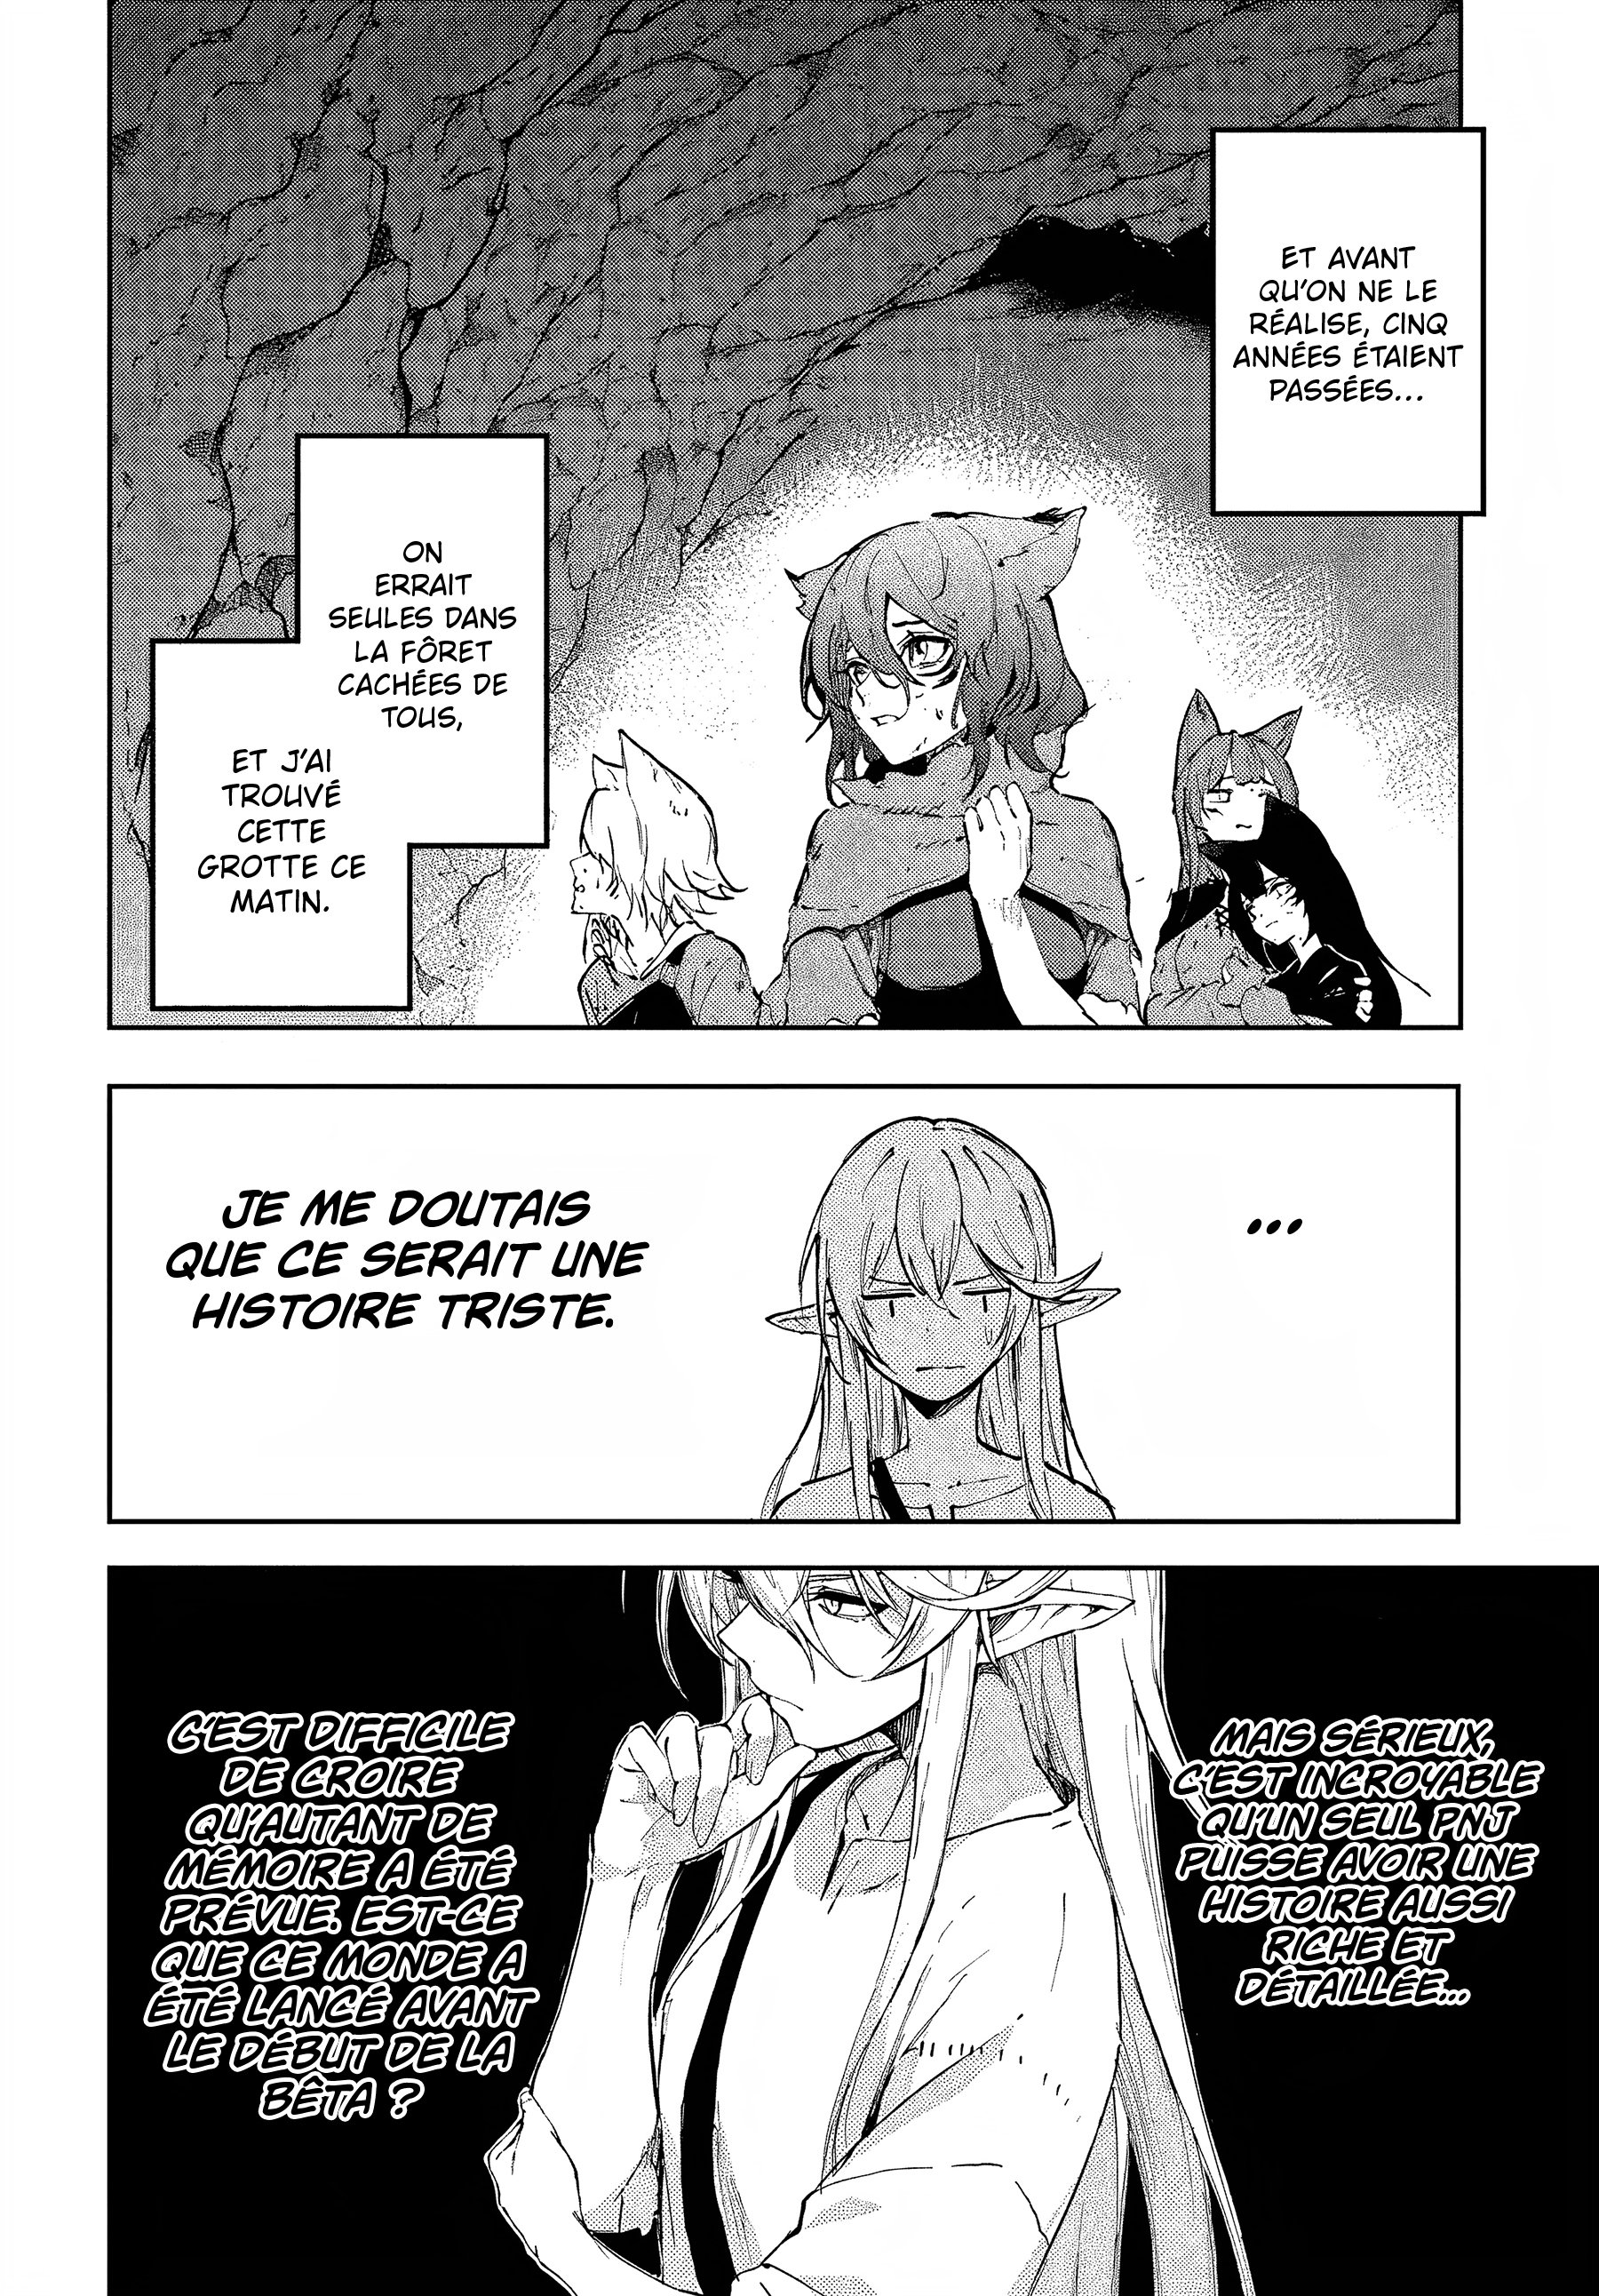 ET AVANT
QU'ON NE LE
RÉALISE, CINQ
ANNÉES ÉTAIENT
PASSÉES...
ON
ERRAIT
SEULES DANS
LA FÔRET
CACHÉES DE
TOUS,
ET J'AI
TROUVÉ
CETTE
GROTTE CE
MATIN.
...
JE ME DOUTAIS
QUE CE SERAIT UNE
HISTOIRE TRISTE.
MAIS SÉRIEUX,
C'EST INCROYABLE
QU'UN SEUL PNJ
PUISSE AVOIR UNE
HISTOIRE AUSSI
RICHE ET
DÉTAILLÉE...
C'EST DIFFICILE
DE CROIRE
QU'AUTANT DE
MÉMOIRE A ÉTÉ
PRÉVUE. EST-CE
QUE CE MONDE A
ÉTÉ LANCÉ AVANT
LE DÉBUT DE LA
BÊTA ?